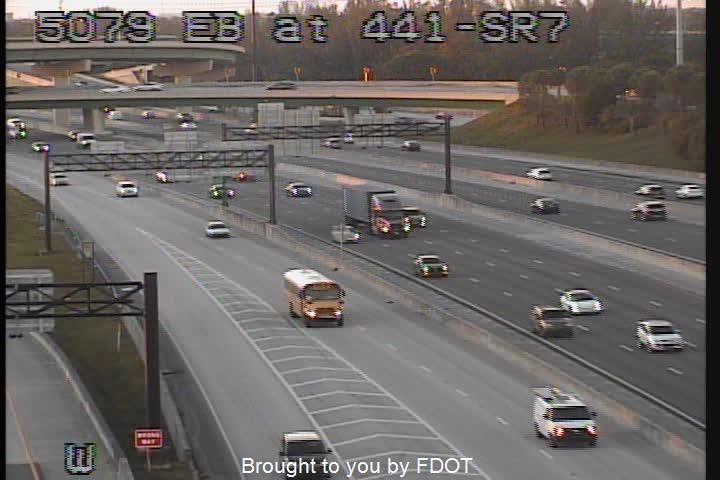 5079 EB at 441-SR7
WRONG
WAY
W
Brought to you by FDOT